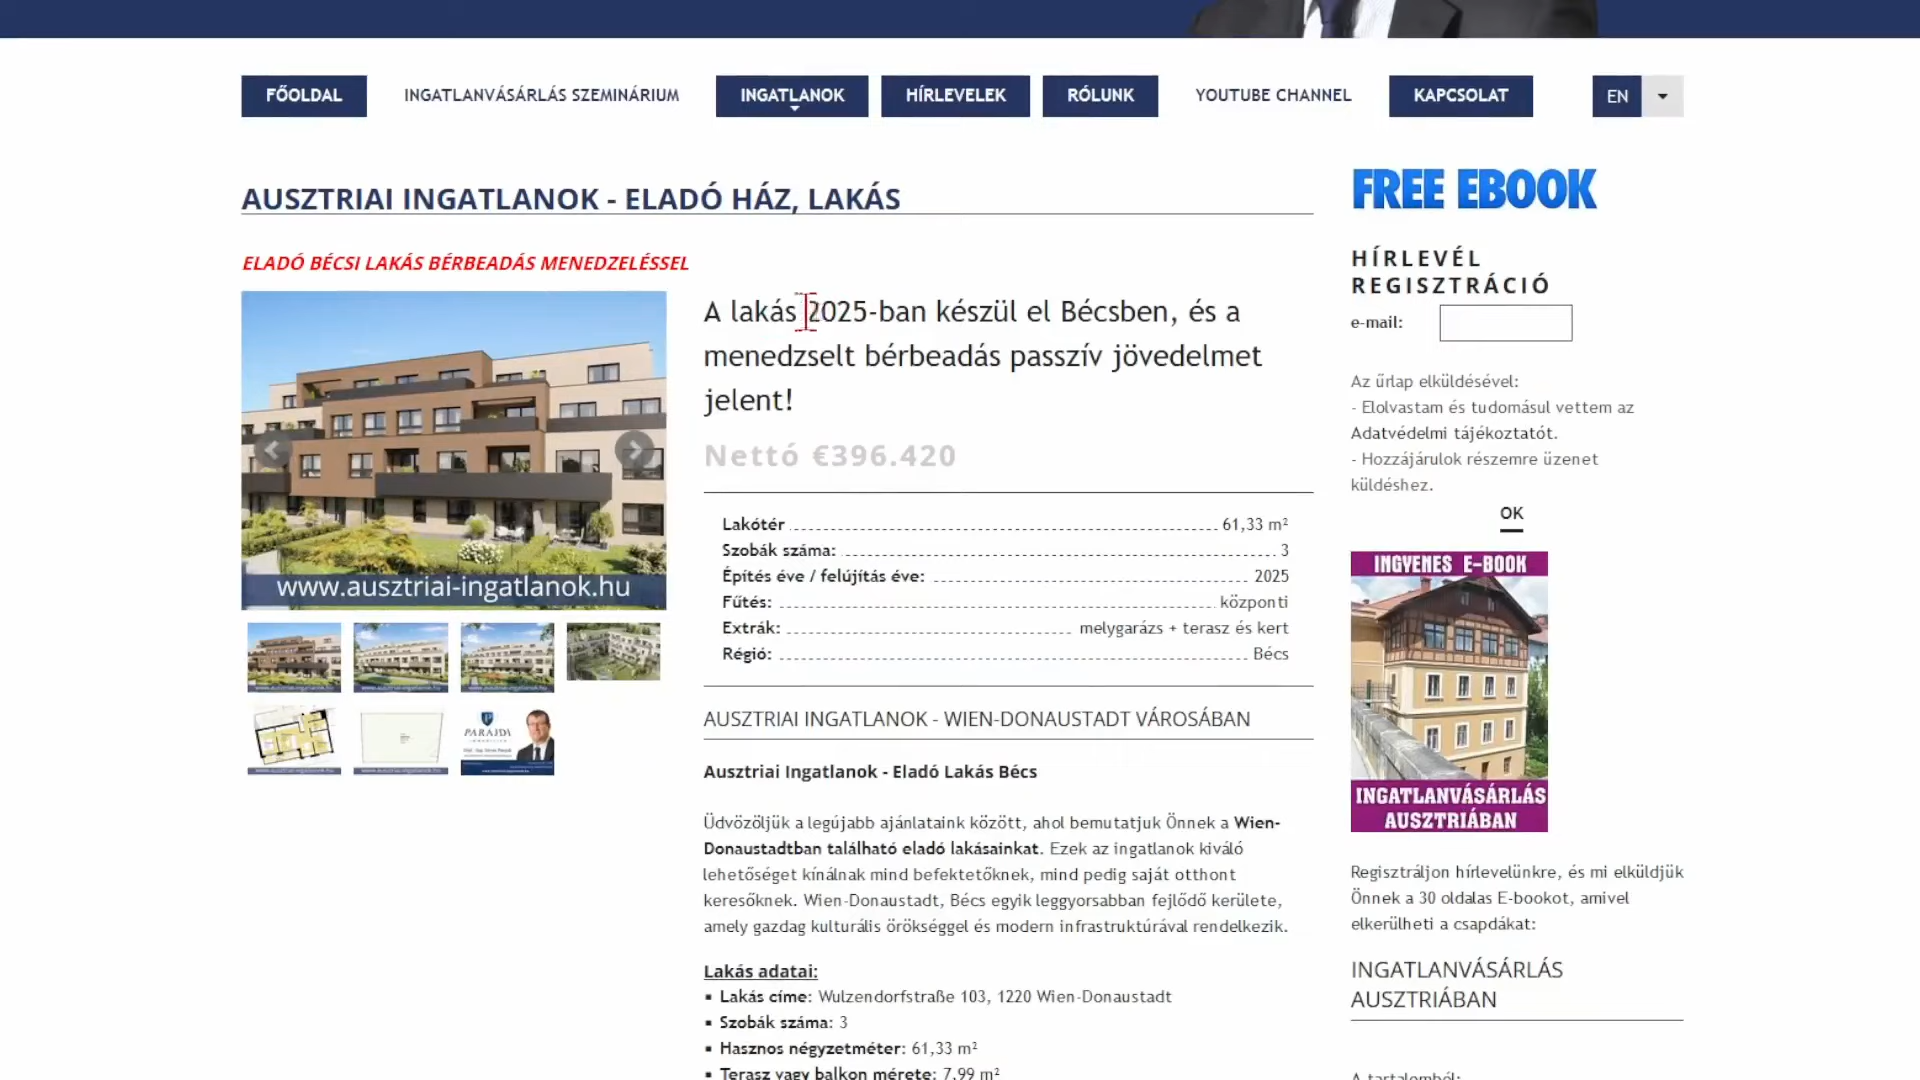 FŐOLDAL
INGATLANVÁSÁRLÁS SZEMINÁRIUM
INGATLANOK
HÍRLEVELEK
RÓLUNK
YOUTUBE CHANNEL
KAPCSOLAT
EN
AUSZTRIAI INGATLANOK - ELADÓ HÁZ, LAKÁS
ELADÓ BÉCSI LAKÁS BÉRBEADÁS MENEDZELÉSSEL
www.ausztriai-ingatlanok.hu
PARAJDI
A lakás 2025-ban készül el Bécsben, és a
menedzselt bérbeadás passzív jövedelmet
jelent!
Nettó €396.420
Lakótér 61,33 m²
Szobák száma: 3
Építés éve / felújítás éve: 2025
Fűtés: központi
Extrák: melygarázs + terasz és kert
Régió: Bécs
AUSZTRIAI INGATLANOK - WIEN-DONAUSTADT VÁROSÁBAN
Ausztriai Ingatlanok - Eladó Lakás Bécs
Üdvözöljük a legújabb ajánlataink között, ahol bemutatjuk Önnek a Wien-
Donaustadtban található eladó lakásainkat. Ezek az ingatlanok kiváló
lehetőséget kínálnak mind befektetőknek, mind pedig saját otthont
keresőknek. Wien-Donaustadt, Bécs egyik leggyorsabban fejlődő kerülete,
amely gazdag kulturális örökséggel és modern infrastruktúrával rendelkezik.
Lakás adatai:
▪ Lakás címe: Wulzendorfstraße 103, 1220 Wien-Donaustadt
▪ Szobák száma: 3
▪ Hasznos négyzetméter: 61,33 m²
▪ Terasz vagy balkon mérete: 7,99 m²
FREE EBOOK
HÍRLEVÉL
REGISZTRÁCIÓ
e-mail:
Az űrlap elküldésével:
- Elolvastam és tudomásul vettem az
Adatvédelmi tájékoztatót.
- Hozzájárulok részemre üzenet
küldéshez.
OK
INGYENES E-BOOK
INGATLANVÁSÁRLÁS
AUSZTRIÁBAN
Regisztráljon hírlevelünkre, és mi elküldjük
Önnek a 30 oldalas E-bookot, amivel
elkerülheti a csapdákat:
INGATLANVÁSÁRLÁS
AUSZTRIÁBAN
A tartalomból: